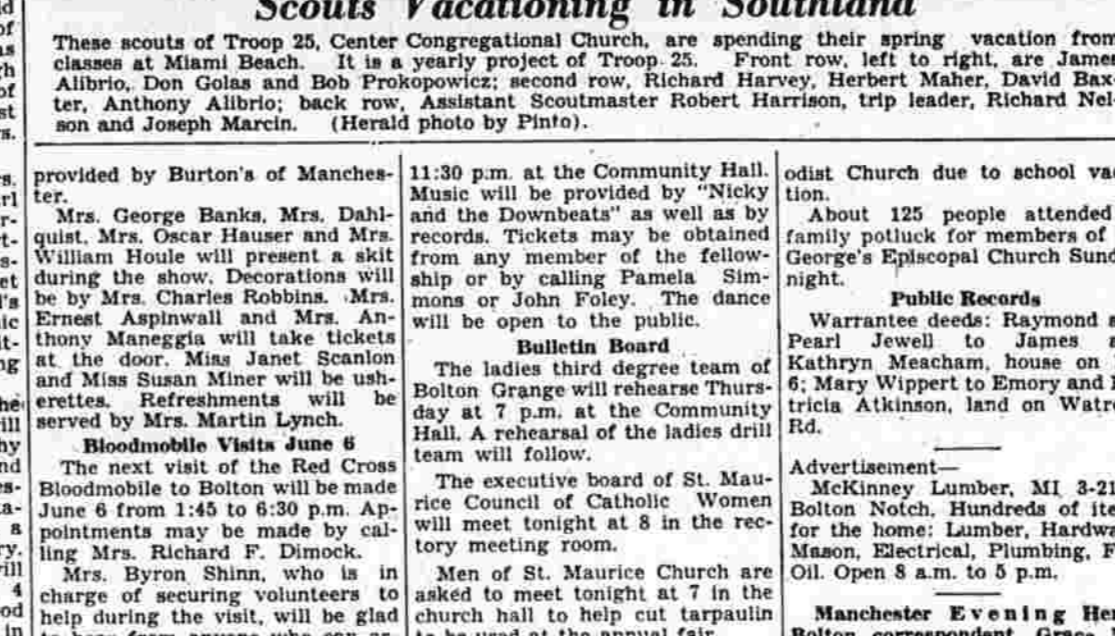 Scouts Vacationing in Southland
These scouts of Troop 25, Center Congregational Church, are spending their spring vacation from
classes at Miami Beach. It is a yearly project of Troop 25. Front row, left to right, are James
Alibrio, Don Golas and Bob Prokopowicz; second row, Richard Harvey, Herbert Maher, David Bax-
ter, Anthony Alibrio; back row, Assistant Scoutmaster Robert Harrison, trip leader, Richard Nel-
son and Joseph Marcin. (Herald photo by Pinto).
provided by Burton's of Manches-
ter.
Mrs. George Banks, Mrs. Dahl-
quist, Mrs. Oscar Hauser and Mrs.
William Houle will present a skit
during the show. Decorations will
be by Mrs. Charles Robbins. Mrs.
Ernest Aspinwall and Mrs. An-
thony Maneggia will take tickets
at the door. Miss Janet Scanlon
and Miss Susan Miner will be ush-
erettes. Refreshments will be
served by Mrs. Martin Lynch.
Bloodmobile Visits June 6
The next visit of the Red Cross
Bloodmobile to Bolton will be made
June 6 from 1:45 to 6:30 p.m. Ap-
pointments may be made by cal-
ling Mrs. Richard F. Dimock.
Mrs. Byron Shinn, who is in
charge of securing volunteers to
help during the visit, will be glad
11:30 p.m. at the Community Hall.
Music will be provided by "Nicky
and the Downbeats" as well as by
records. Tickets may be obtained
from any member of the fellow-
ship or by calling Pamela Sim-
mons or John Foley. The dance
will be open to the public.
Bulletin Board
The ladies third degree team of
Bolton Grange will rehearse Thurs-
day at 7 p.m. at the Community
Hall. A rehearsal of the ladies drill
team will follow.
The executive board of St. Mau-
rice Council of Catholic Women
will meet tonight at 8 in the rec-
tory meeting room.
Men of St. Maurice Church are
asked to meet tonight at 7 in the
church hall to help cut tarpaulin
to be used at the annual fair.
odist Church due to school vac
tion.
About 125 people attended
family potluck for members of
George's Episcopal Church Sund
night.
Public Records
Warrantee deeds: Raymond
Pearl Jewell to James
Kathryn Meacham, house on
6; Mary Wippert to Emory and
tricia Atkinson, land on Watr
Rd.
Advertisement—
McKinney Lumber, MI 3-21
Bolton Notch. Hundreds of ite
for the home: Lumber, Hardw
Mason, Electrical, Plumbing,
Oil. Open 8 a.m. to 5 p.m.
Manchester Evening He
Bolton correspondent, Grace